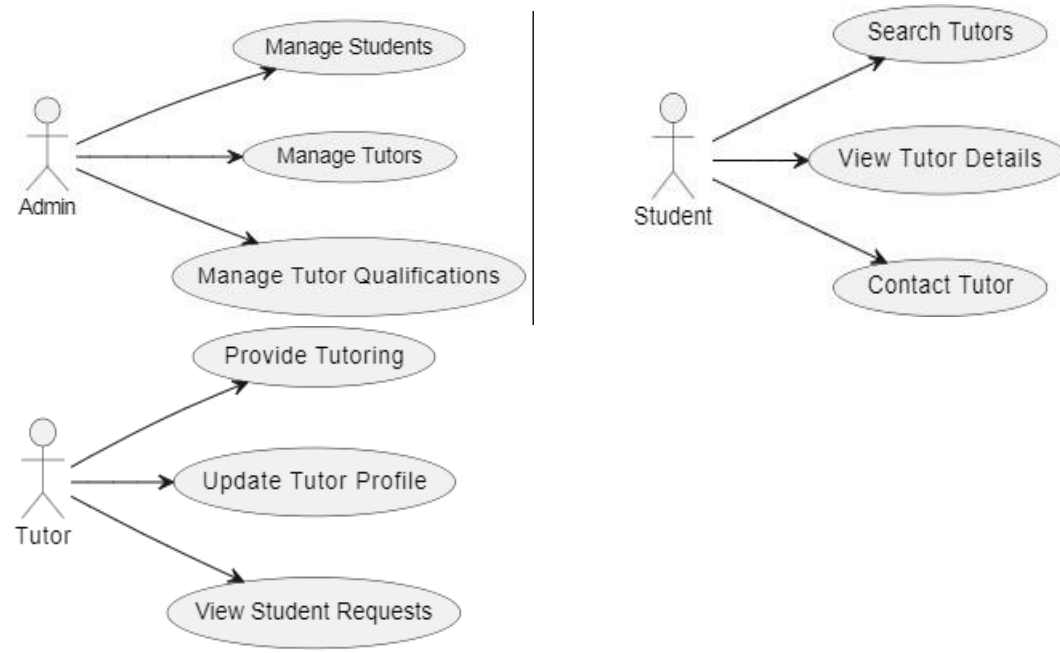 Manage Students
Manage Tutors
Admin
Manage Tutor Qualifications
Search Tutors
View Tutor Details
Student
Contact Tutor
Provide Tutoring
Update Tutor Profile
Tutor
View Student Requests